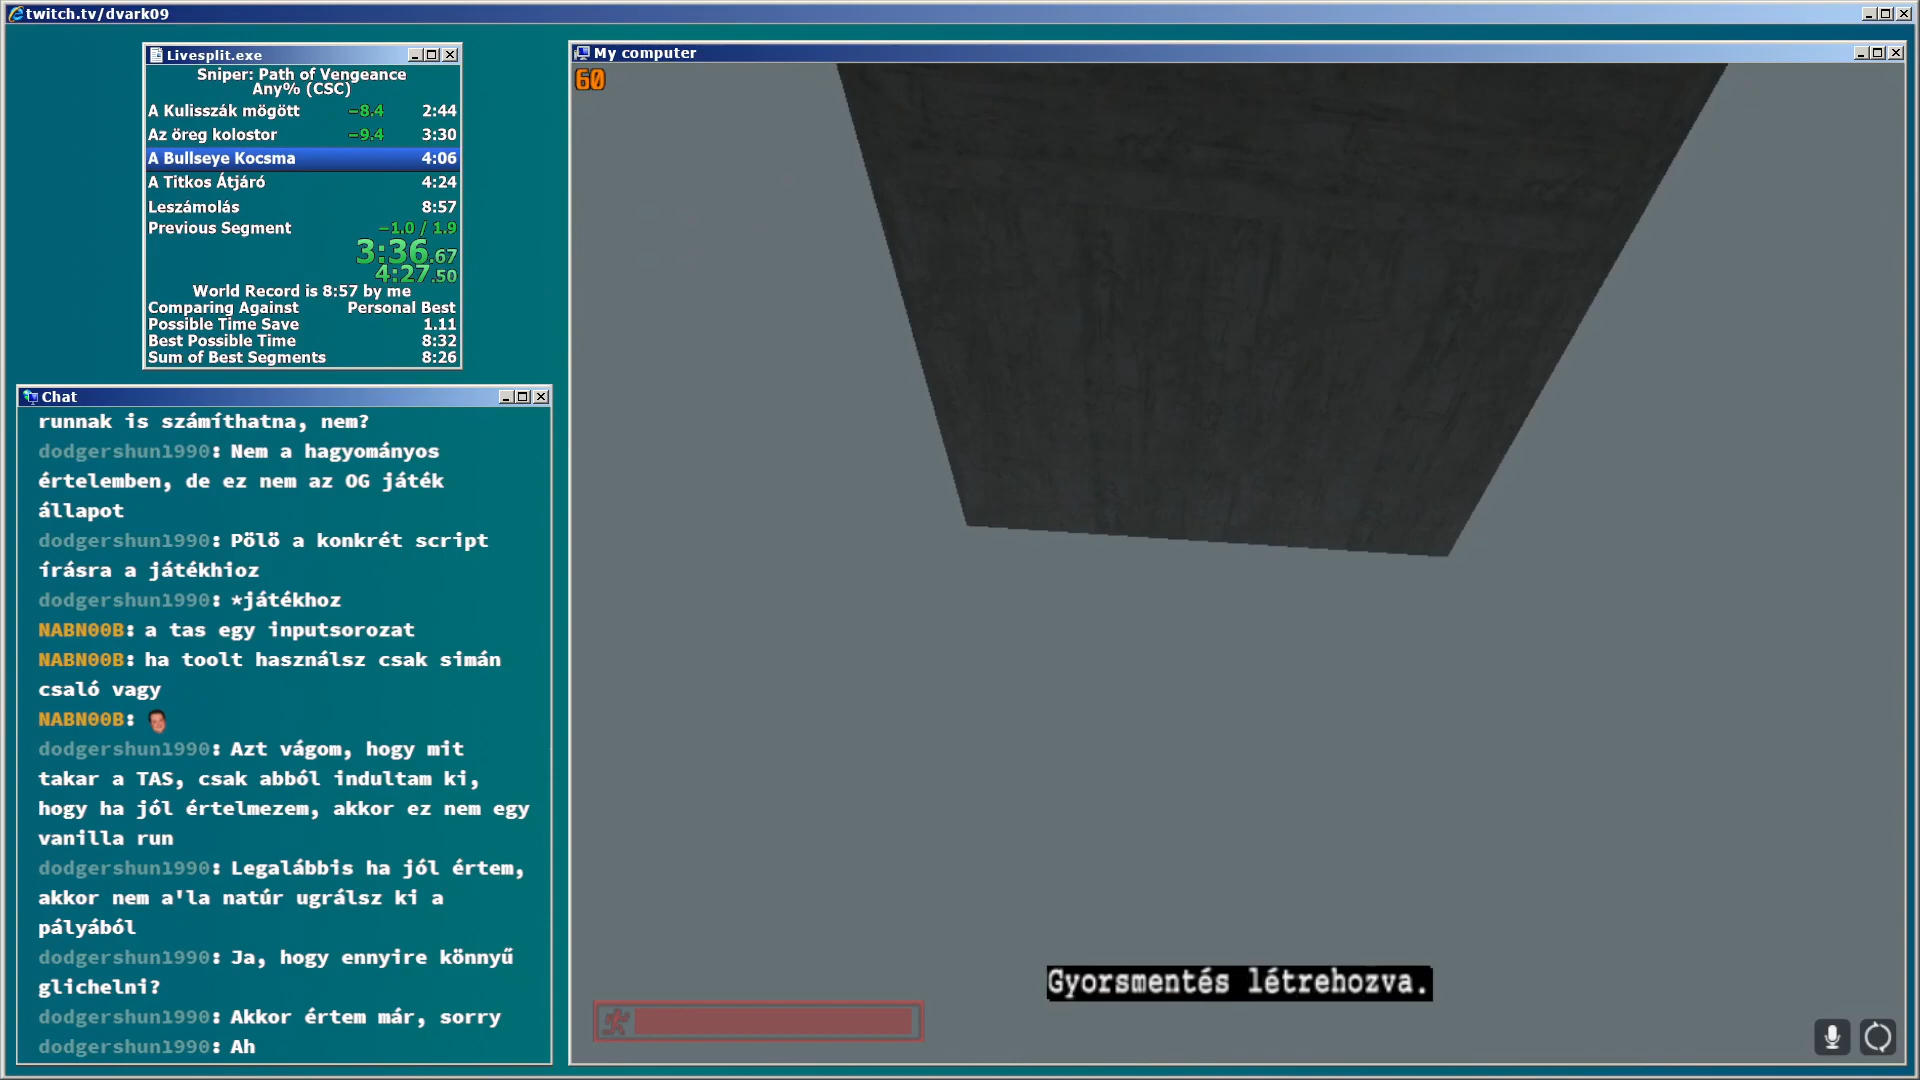 twitch.tv/dvark09
Livesplit.exe
Sniper: Path of Vengeance
Any% (CSC)
A Kulisszák mögött −8.4 2:44
Az öreg kolostor −9.4 3:30
A Bullseye Kocsma 4:06
A Titkos Átjáró 4:24
Leszámolás 8:57
Previous Segment −1.0 / 1.9
3:36.67
4:27.50
World Record is 8:57 by me
Comparing Against Personal Best
Possible Time Save 1.11
Best Possible Time 8:32
Sum of Best Segments 8:26
Chat
runnak is számíthatna, nem?
dodgershun1990: Nem a hagyományos
értelemben, de ez nem az OG játék
állapot
dodgershun1990: Pölö a konkrét script
írásra a játékhioz
dodgershun1990: *játékhoz
NABN00B: a tas egy inputsorozat
NABN00B: ha toolt használsz csak simán
csaló vagy
NABN00B:
dodgershun1990: Azt vágom, hogy mit
takar a TAS, csak abból indultam ki,
hogy ha jól értelmezem, akkor ez nem egy
vanilla run
dodgershun1990: Legalábbis ha jól értem,
akkor nem a'la natúr ugrálsz ki a
pályából
dodgershun1990: Ja, hogy ennyire könnyű
glichelni?
dodgershun1990: Akkor értem már, sorry
dodgershun1990: Ah
My computer
60
Gyorsmentés létrehozva.